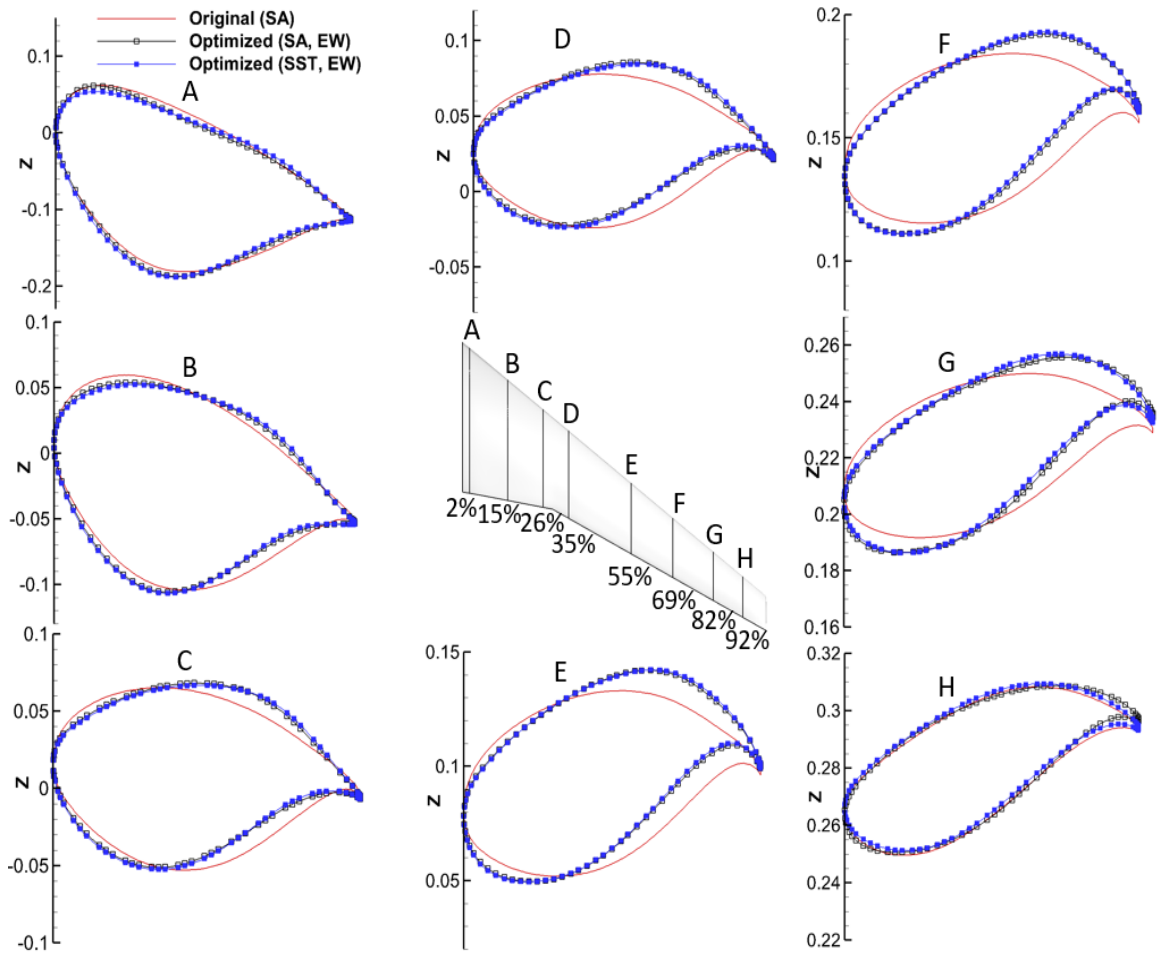 Original (SA)
Optimized (SA, EW)
Optimized (SST, EW)
0.1
0
-0.1
-0.2
Z
A
0.1
0.05
0
-0.05
Z
D
0.2
0.15
0.1
Z
F
0.1
0.05
0
-0.05
-0.1
Z
B
A
B
C
D
E
F
G
H
2%
15%
26%
35%
55%
69%
82%
92%
0.26
0.24
0.22
0.2
0.18
0.16
Z
G
0.1
0.05
0
-0.05
-0.1
Z
C
0.15
0.1
0.05
Z
E
0.32
0.3
0.28
0.26
0.24
0.22
Z
H